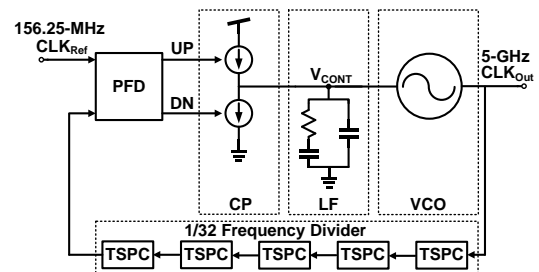 156.25-MHz
CLKRef
PFD
UP
DN
CP
VCONT
LF
VCO
5-GHz
CLKOut
1/32 Frequency Divider
TSPC TSPC TSPC TSPC TSPC